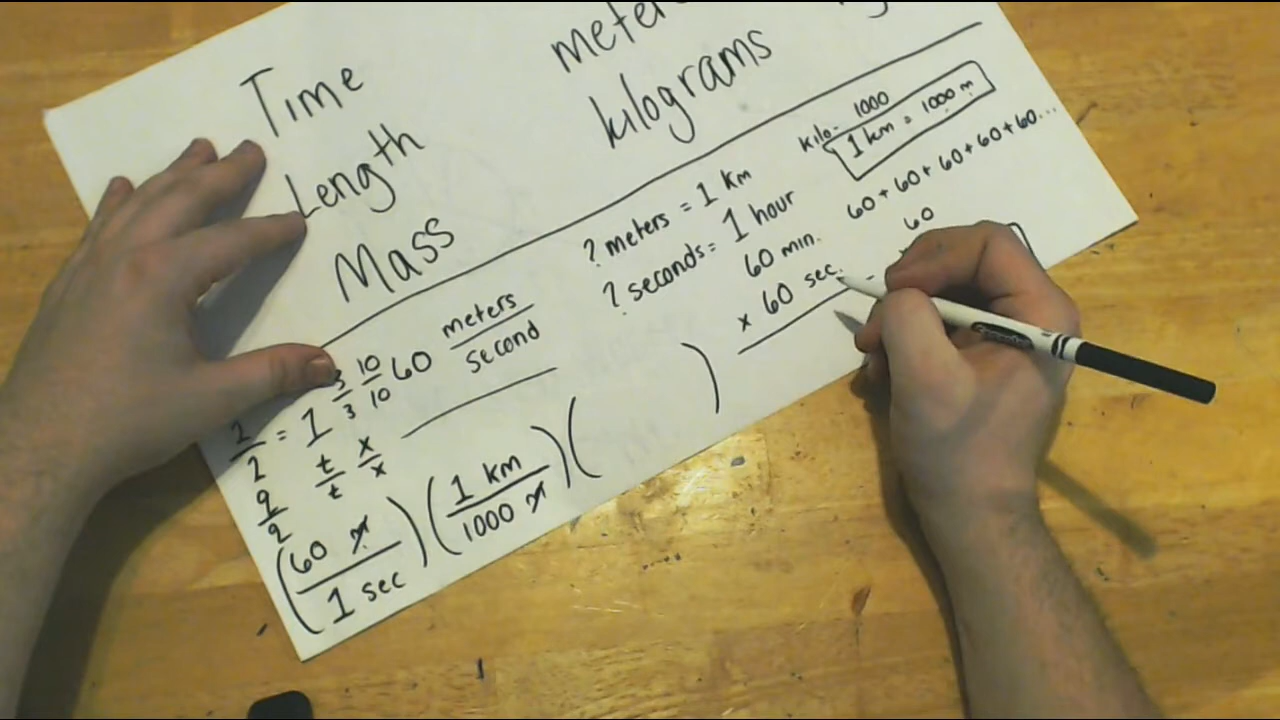 Time
Length
Mass
kilograms
kilo- 1000
1 km = 1000 m
60 + 60 + 60 + 60 + 60...
60
? meters = 1 km
? seconds = 1 hour
60 min.
x 60 sec.
2/2 = 1 3/3 10/10 60 meters/second
t/t x/x
9
2
(60 m/1 sec)(1 km/1000 m)( )